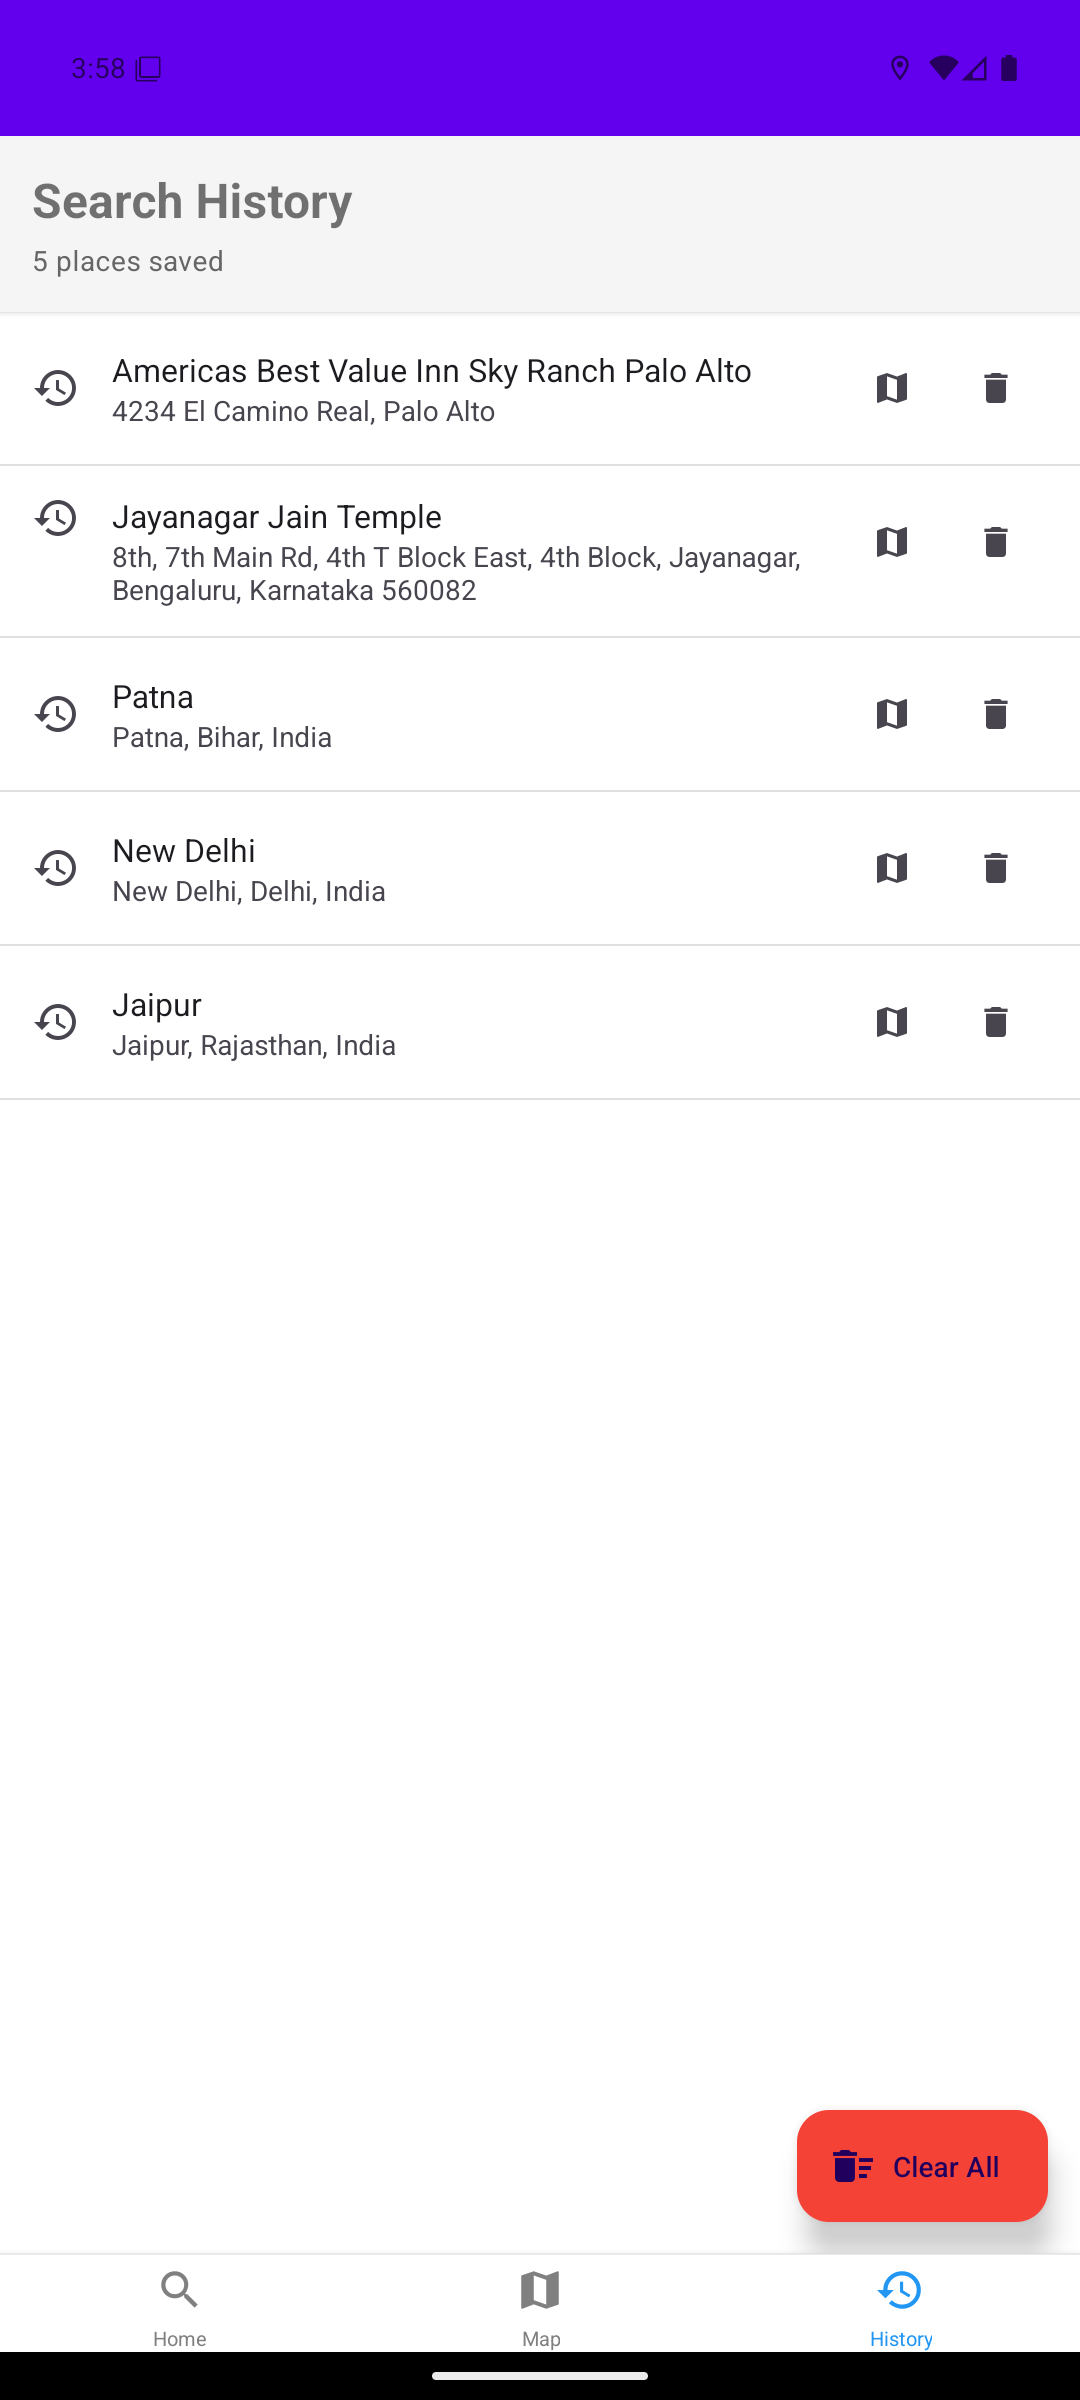 3:58
Search History
5 places saved
Americas Best Value Inn Sky Ranch Palo Alto
4234 El Camino Real, Palo Alto
Jayanagar Jain Temple
8th, 7th Main Rd, 4th T Block East, 4th Block, Jayanagar,
Bengaluru, Karnataka 560082
Patna
Patna, Bihar, India
New Delhi
New Delhi, Delhi, India
Jaipur
Jaipur, Rajasthan, India
Clear All
Home
Map
History